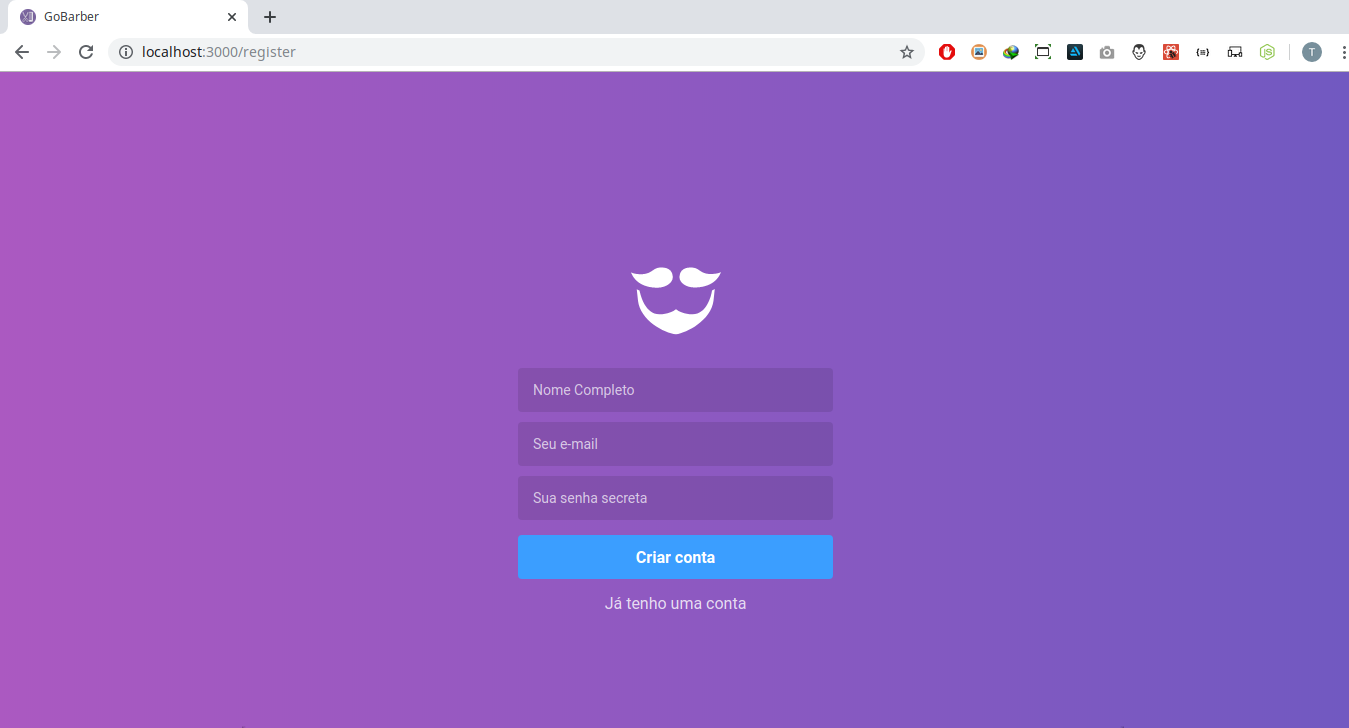 GoBarber
localhost:3000/register
T
Nome Completo
Seu e-mail
Sua senha secreta
Criar conta
Já tenho uma conta